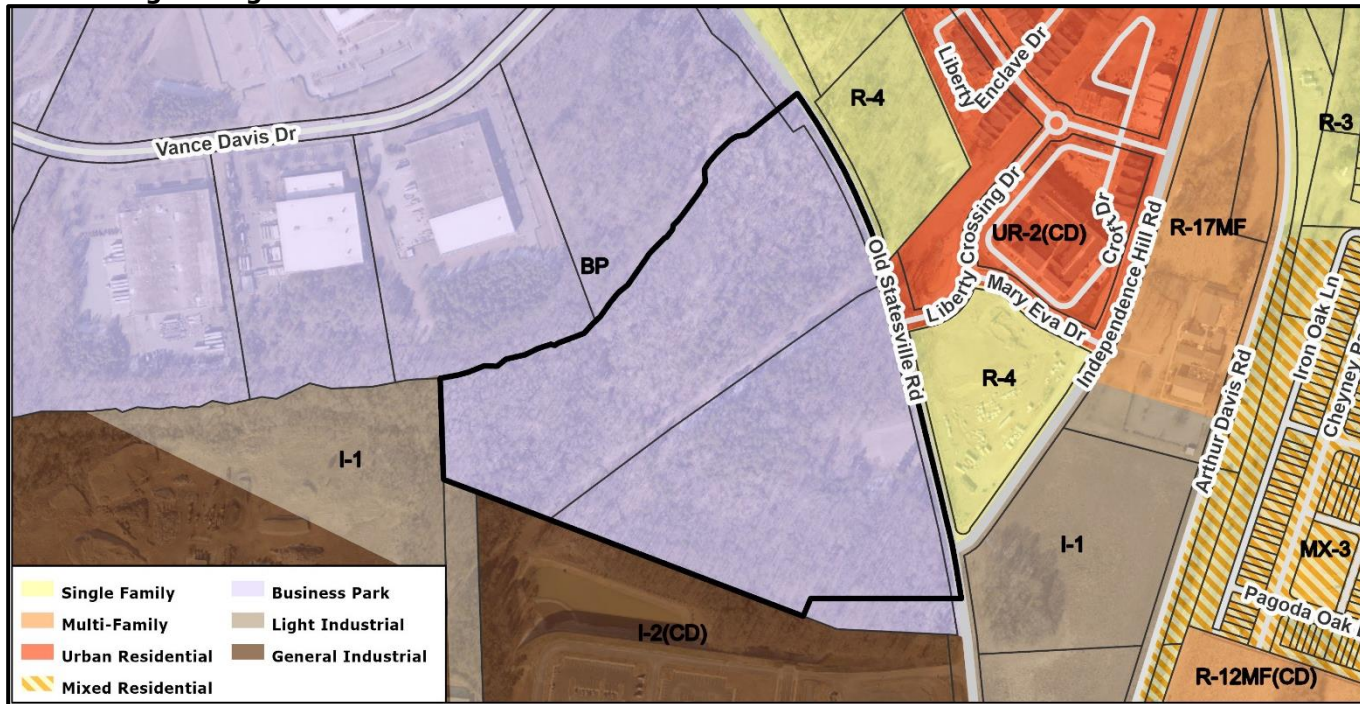 Vance Davis Dr
R-4
Liberty
Enclave Dr
R-3
R-17MF
Liberty Crossing Dr
UR-2(CD)
Croft Dr
BP
Old Statesville Rd
Mary Eva Dr
Independence Hill Rd
R-4
Arthur Davis Rd
Iron Oak Ln
I-1
I-1
MX-3
Pagoda Oak
I-2(CD)
R-12MF(CD)
Single Family
Multi-Family
Urban Residential
Mixed Residential
Business Park
Light Industrial
General Industrial